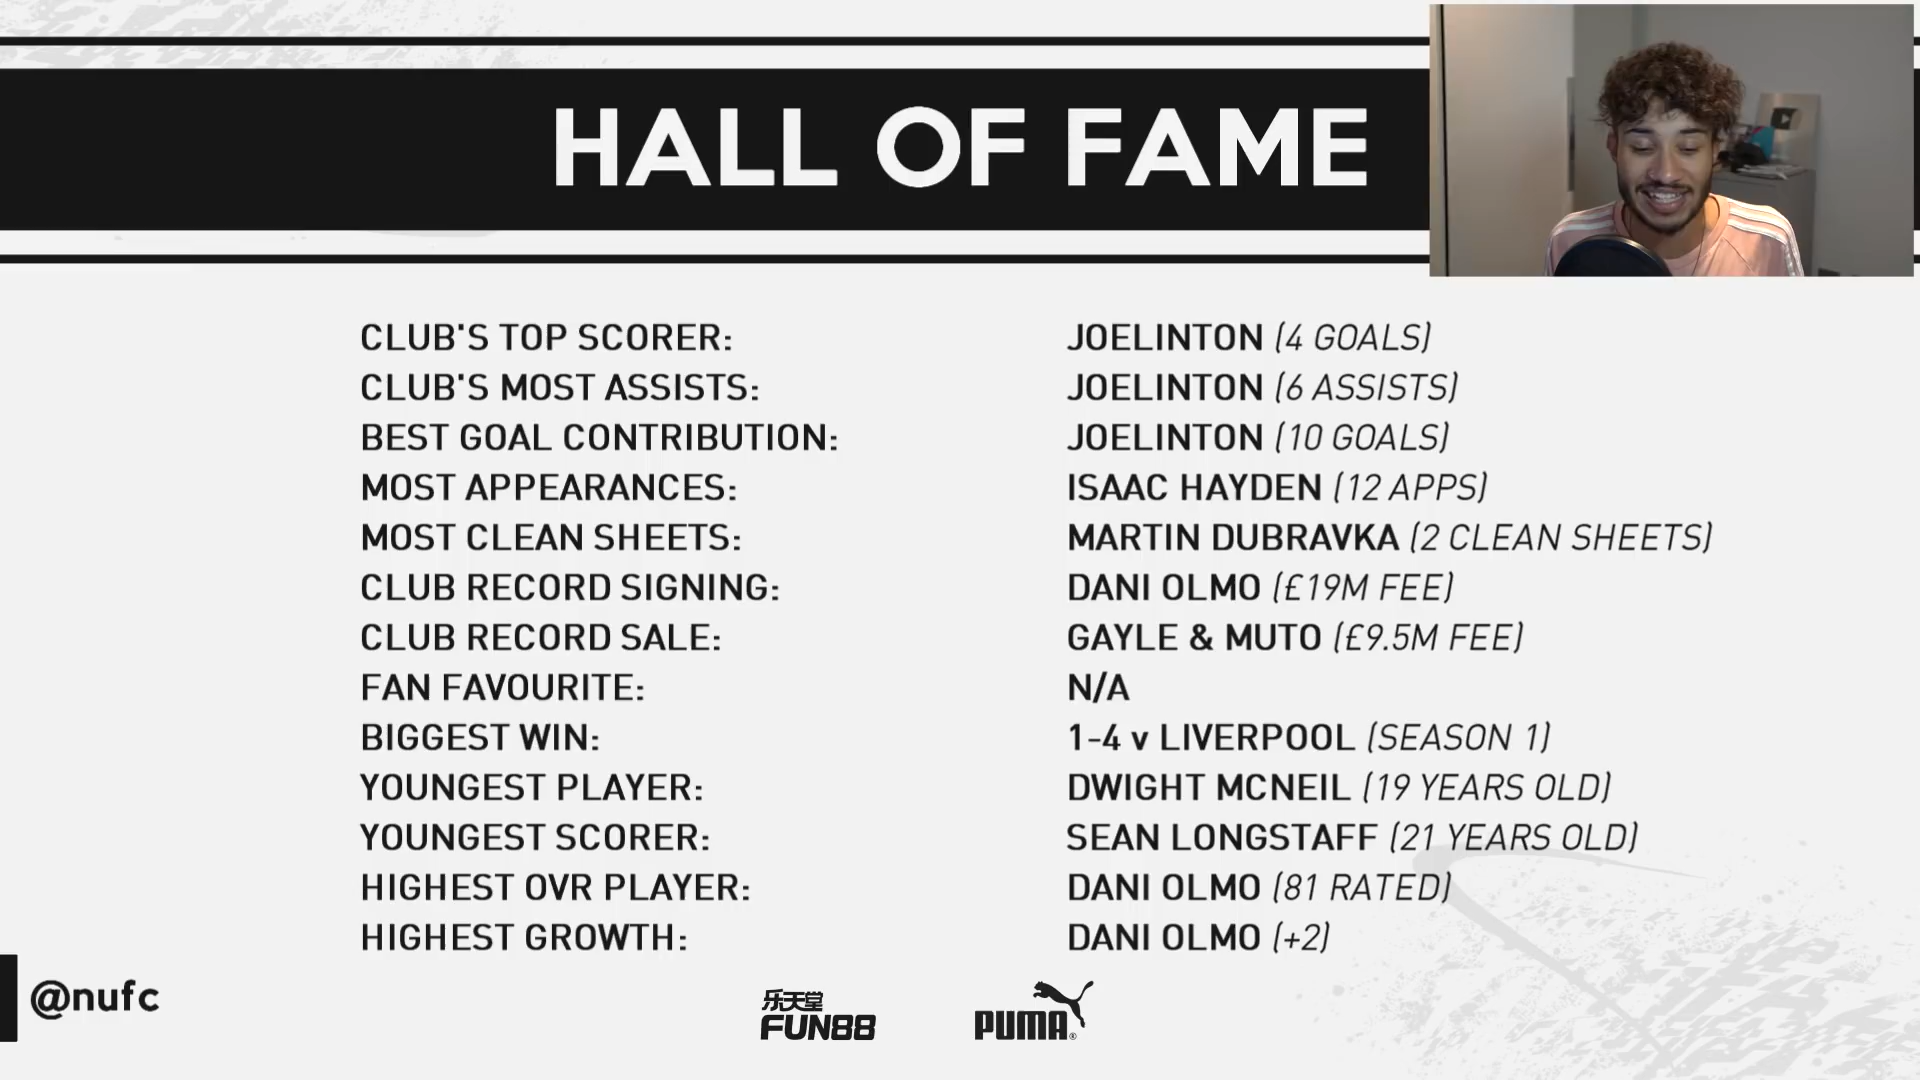 HALL OF FAME
CLUB'S TOP SCORER: JOELINTON (4 GOALS)
CLUB'S MOST ASSISTS: JOELINTON (6 ASSISTS)
BEST GOAL CONTRIBUTION: JOELINTON (10 GOALS)
MOST APPEARANCES: ISAAC HAYDEN (12 APPS)
MOST CLEAN SHEETS: MARTIN DUBRAVKA (2 CLEAN SHEETS)
CLUB RECORD SIGNING: DANI OLMO (£19M FEE)
CLUB RECORD SALE: GAYLE & MUTO (£9.5M FEE)
FAN FAVOURITE: N/A
BIGGEST WIN: 1-4 v LIVERPOOL (SEASON 1)
YOUNGEST PLAYER: DWIGHT MCNEIL (19 YEARS OLD)
YOUNGEST SCORER: SEAN LONGSTAFF (21 YEARS OLD)
HIGHEST OVR PLAYER: DANI OLMO (81 RATED)
HIGHEST GROWTH: DANI OLMO (+2)
@nufc
乐天堂
FUN88
PUMA